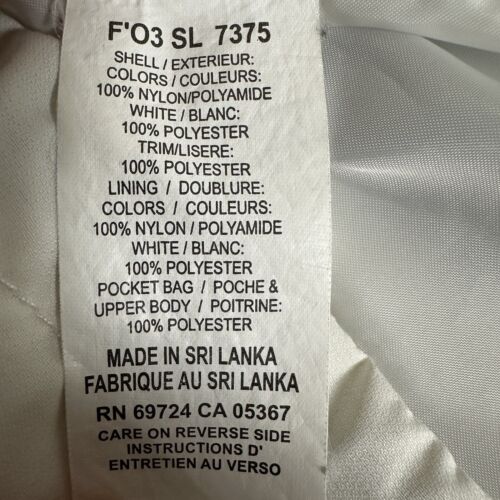 F'O3 SL 7375
SHELL / EXTERIEUR:
COLORS / COULEURS:
100% NYLON/POLYAMIDE
WHITE / BLANC:
100% POLYESTER
TRIM/LISERE:
100% POLYESTER
LINING / DOUBLURE:
COLORS / COULEURS:
100% NYLON / POLYAMIDE
WHITE / BLANC:
100% POLYESTER
POCKET BAG / POCHE &
UPPER BODY / POITRINE:
100% POLYESTER
MADE IN SRI LANKA
FABRIQUE AU SRI LANKA
RN 69724 CA 05367
CARE ON REVERSE SIDE
INSTRUCTIONS D'
ENTRETIEN AU VERSO